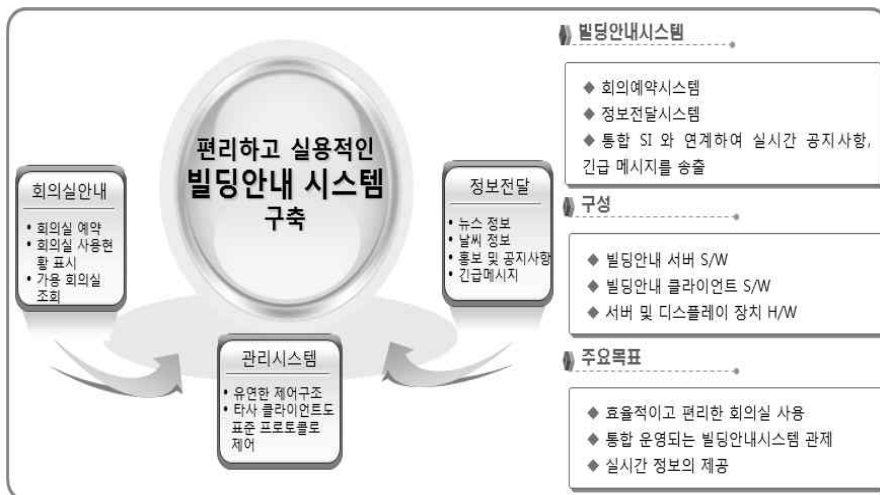 편리하고 실용적인
빌딩안내 시스템
구축
회의실안내
• 회의실 예약
• 회의실 사용현
황 표시
• 가용 회의실
조회
정보전달
• 뉴스 정보
• 날씨 정보
• 홍보 및 공지사항
• 긴급메시지
관리시스템
• 유연한 제어구조
• 타사 클라이언트도
표준 프로토콜로
제어
빌딩안내시스템
◆ 회의예약시스템
◆ 정보전달시스템
◆ 통합 SI 와 연계하여 실시간 공지사항,
긴급 메시지를 송출
구성
◆ 빌딩안내 서버 S/W
◆ 빌딩안내 클라이언트 S/W
◆ 서버 및 디스플레이 장치 H/W
주요목표
◆ 효율적이고 편리한 회의실 사용
◆ 통합 운영되는 빌딩안내시스템 관제
◆ 실시간 정보의 제공